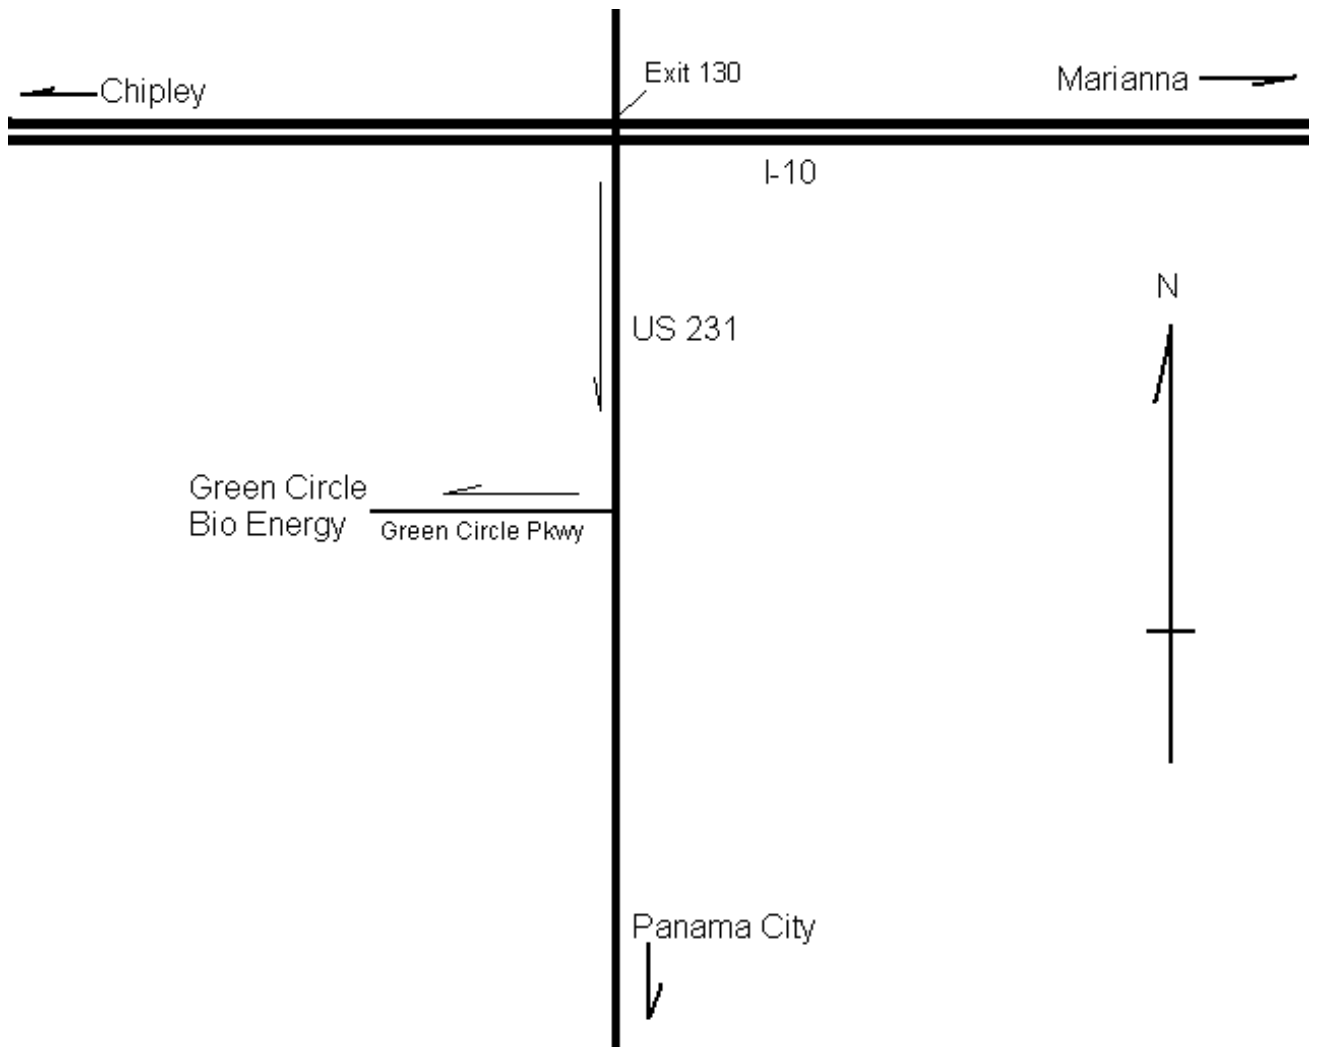 Exit 130
Chipley
Marianna
I-10
N
US 231
Green Circle
Bio Energy
Green Circle Pkwy
Panama City